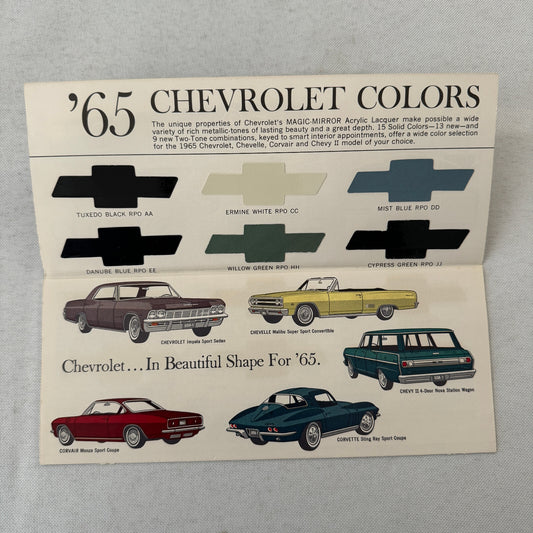 '65 CHEVROLET COLORS
The unique properties of Chevrolet's MAGIC-MIRROR Acrylic Lacquer make possible a wide
variety of rich metallic-tones of lasting beauty and a great depth. 15 Solid Colors—13 new—and
9 new Two-Tone combinations, keyed to smart interior appointments, offer a wide color selection
for the 1965 Chevrolet, Chevelle, Corvair and Chevy II model of your choice.
TUXEDO BLACK RPO AA
ERMINE WHITE RPO CC
MIST BLUE RPO DD
DANUBE BLUE RPO EE
WILLOW GREEN RPO HH
CYPRESS GREEN RPO JJ
CHEVROLET Impala Sport Sedan
CHEVELLE Malibu Super Sport Convertible
Chevrolet...In Beautiful Shape For '65.
CHEVY II 4-Door Nova Station Wagon
CORVAIR Monza Sport Coupe
CORVETTE Sting Ray Sport Coupe